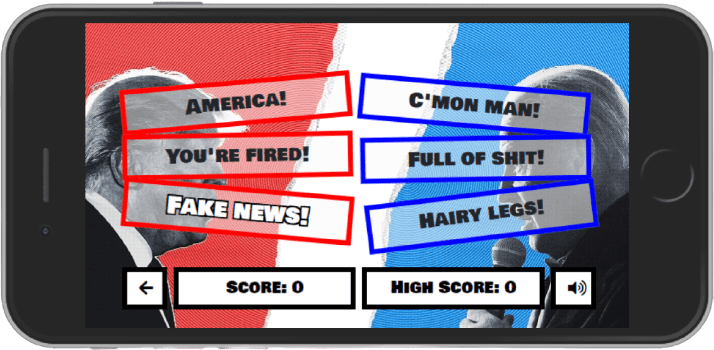 America!
C'mon man!
You're fired!
Full of shit!
Fake news!
Hairy legs!
Score: 0
High Score: 0